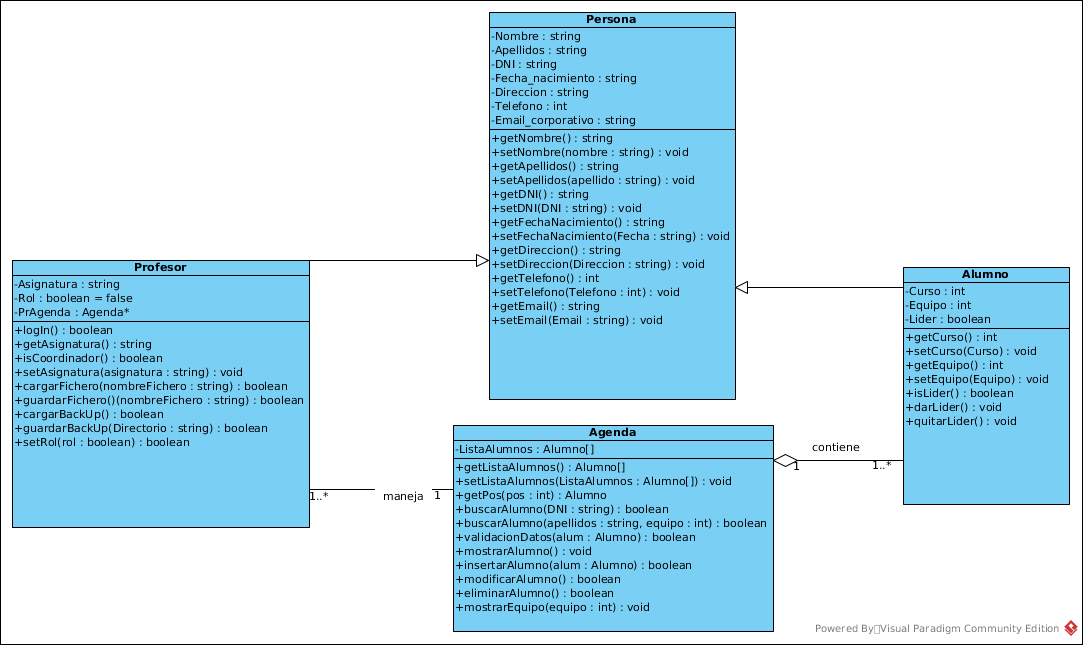 Persona
-Nombre : string
-Apellidos : string
-DNI : string
-Fecha_nacimiento : string
-Direccion : string
-Telefono : int
-Email_corporativo : string
+getNombre() : string
+setNombre(nombre : string) : void
+getApellidos() : string
+setApellidos(apellido : string) : void
+getDNI() : string
+setDNI(DNI : string) : void
+getFechaNacimiento() : string
+setFechaNacimiento(Fecha : string) : void
+getDireccion() : string
+setDireccion(Direccion : string) : void
+getTelefono() : int
+setTelefono(Telefono : int) : void
+getEmail() : string
+setEmail(Email : string) : void
Profesor
-Asignatura : string
-Rol : boolean = false
-PrAgenda : Agenda*
+logIn() : boolean
+getAsignatura() : string
+isCoordinador() : boolean
+setAsignatura(asignatura : string) : void
+cargarFichero(nombreFichero : string) : boolean
+guardarFichero()(nombreFichero : string) : boolean
+cargarBackUp() : boolean
+guardarBackUp(Directorio : string) : boolean
+setRol(rol : boolean) : boolean
Alumno
-Curso : int
-Equipo : int
-Lider : boolean
+getCurso() : int
+setCurso(Curso) : void
+getEquipo() : int
+setEquipo(Equipo) : void
+isLider() : boolean
+darLider() : void
+quitarLider() : void
Agenda
-ListaAlumnos : Alumno[]
+getListaAlumnos() : Alumno[]
+setListaAlumnos(ListaAlumnos : Alumno[]) : void
+getPos(pos : int) : Alumno
+buscarAlumno(DNI : string) : boolean
+buscarAlumno(apellidos : string, equipo : int) : boolean
+validacionDatos(alum : Alumno) : boolean
+mostrarAlumno() : void
+insertarAlumno(alum : Alumno) : boolean
+modificarAlumno() : boolean
+eliminarAlumno() : boolean
+mostrarEquipo(equipo : int) : void
1..* maneja 1
contiene
1 1..*
Powered By Visual Paradigm Community Edition